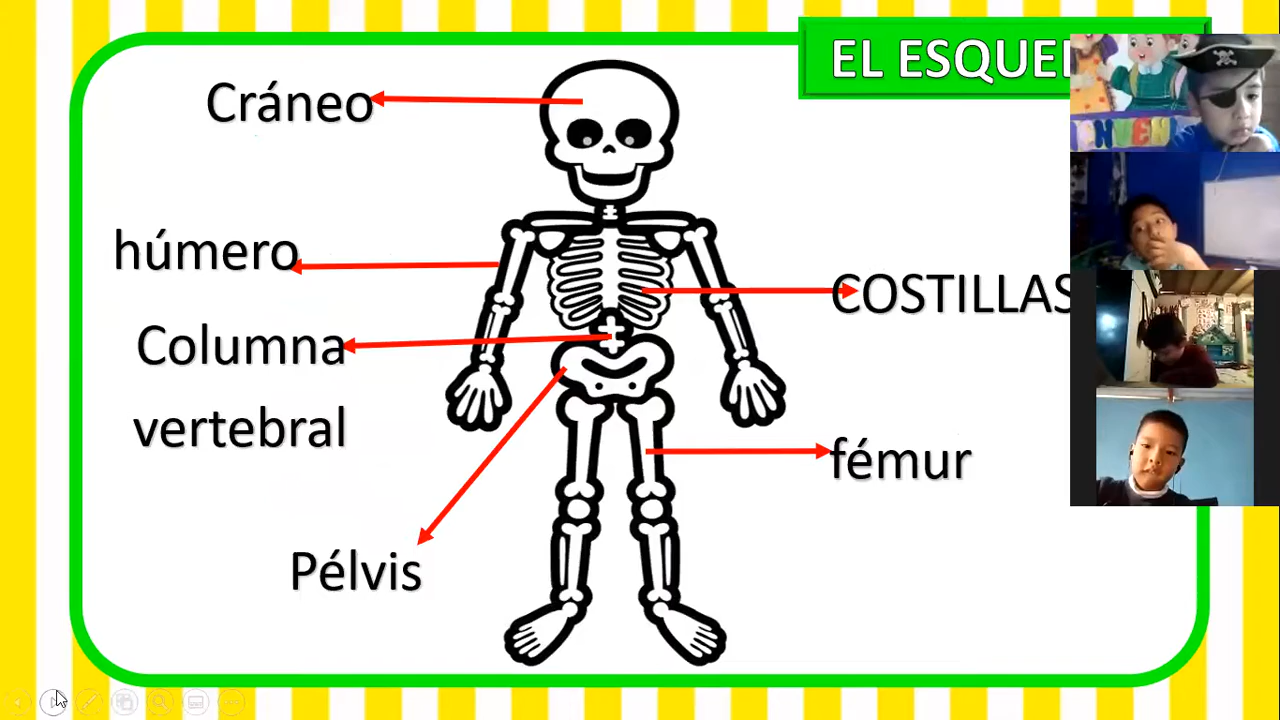 EL ESQUE
Cráneo
húmero
COSTILLAS
Columna
vertebral
fémur
Pélvis